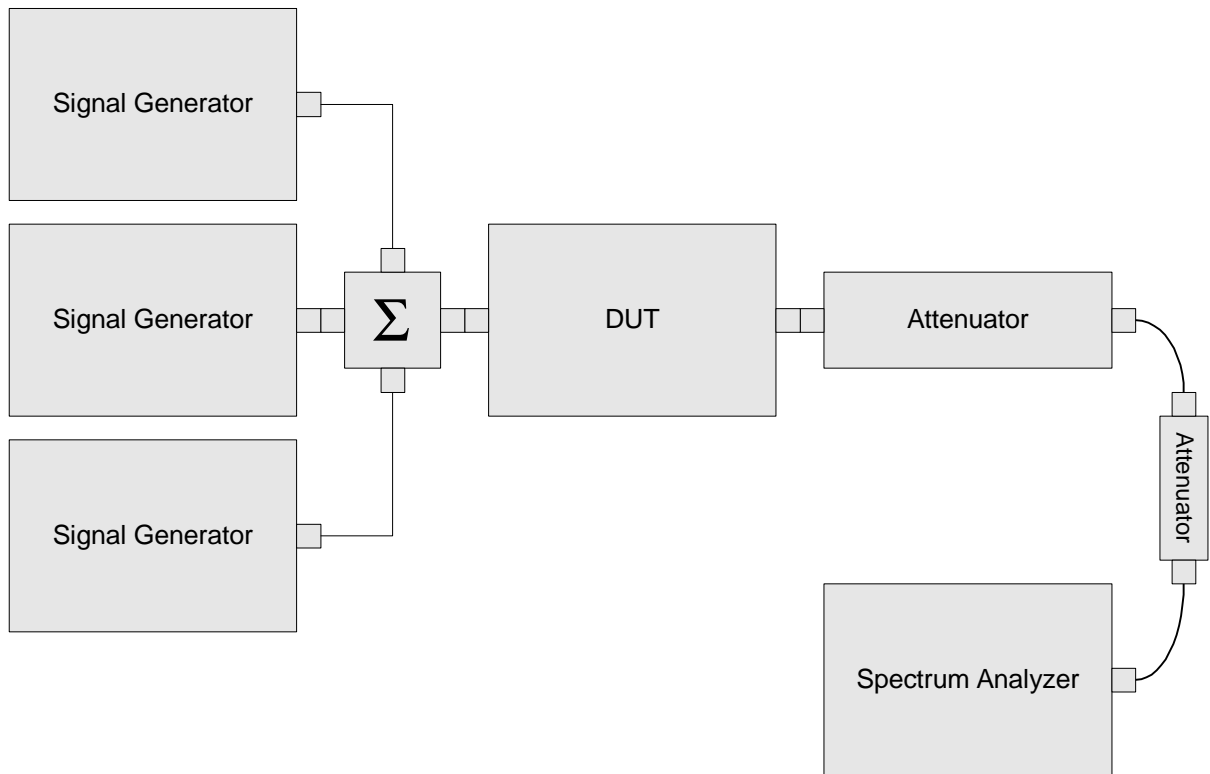 Signal Generator
Signal Generator
Σ
DUT
Attenuator
Attenuator
Signal Generator
Spectrum Analyzer